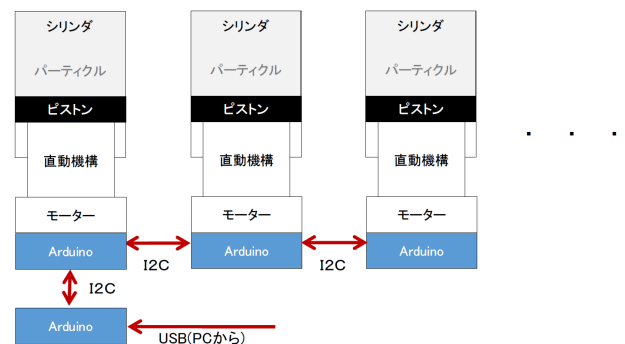 シリンダ
シリンダ
シリンダ
パーティクル
パーティクル
パーティクル
ピストン
ピストン
ピストン
・ ・ ・
直動機構
直動機構
直動機構
モーター
モーター
モーター
Arduino
Arduino
Arduino
I2C
I2C
I2C
Arduino
USB(PCから)